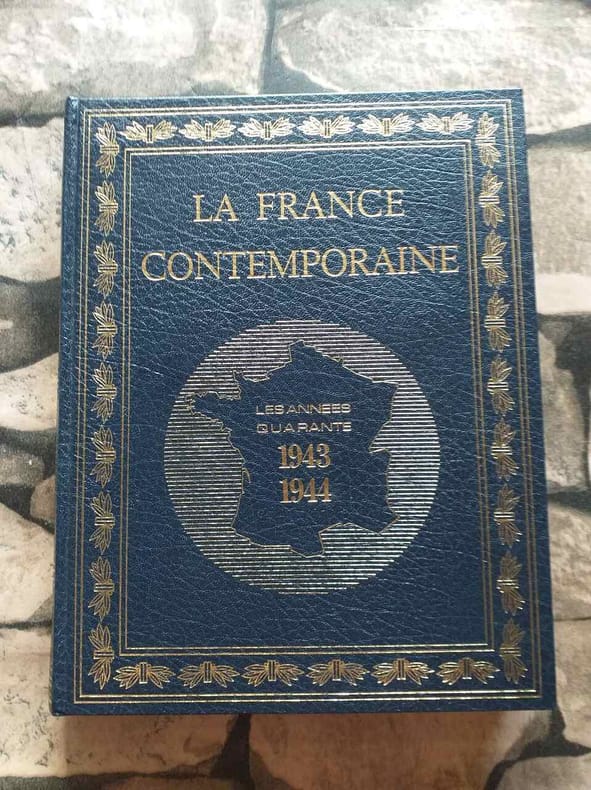 LA FRANCE
CONTEMPORAINE
LES ANNEES
QUARANTE
1943
1944